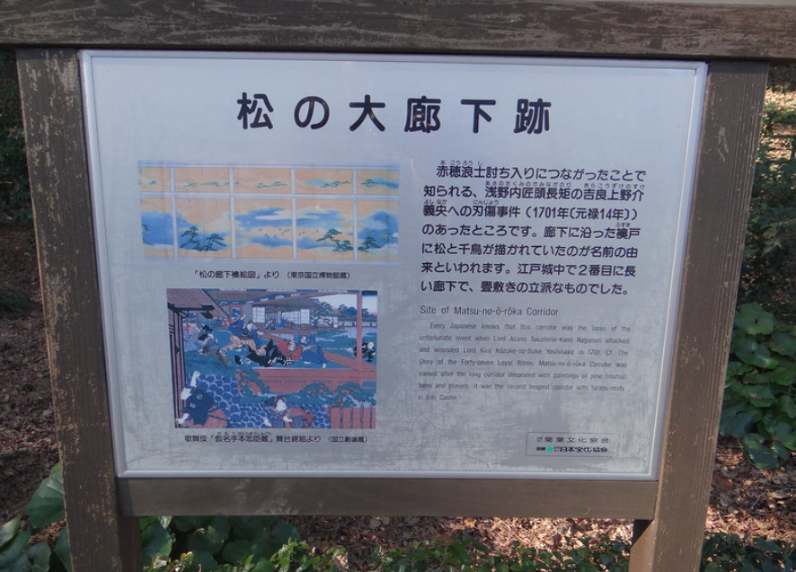 松の大廊下跡
赤穂浪士討ち入りにつながったことで
知られる、浅野内匠頭長矩の吉良上野介
義央への刃傷事件（1701年（元禄14年））
のあったところです。廊下に沿った襖戸
に松と千鳥が描かれていたのが名前の由
来といわれます。江戸城中で2番目に長
い廊下で、畳敷きの立派なものでした。
Site of Matsu-no-ō-rōka Corridor
Every Japanese knows that this corridor was the locus of the
unfortunate event when Lord Asano Takumino-Kami Naganori attacked
and wounded Lord Kira Kōzuke-no-Suke Yoshinaka in 1701. Cf. The
Story of the Forty-seven Loyal Rōnin. Matsu-no-ō-rōka Corridor was
named after the long corridor decorated with paintings of pine trees
and plovers. It was the second longest corridor with tatami-mats
in Edo Castle.
「松の廊下襖絵図」より （東京国立博物館蔵）
歌舞伎「仮名手本忠臣蔵」舞台錦絵より （国立劇場蔵）
菊葉文化協会
日本宝くじ協会